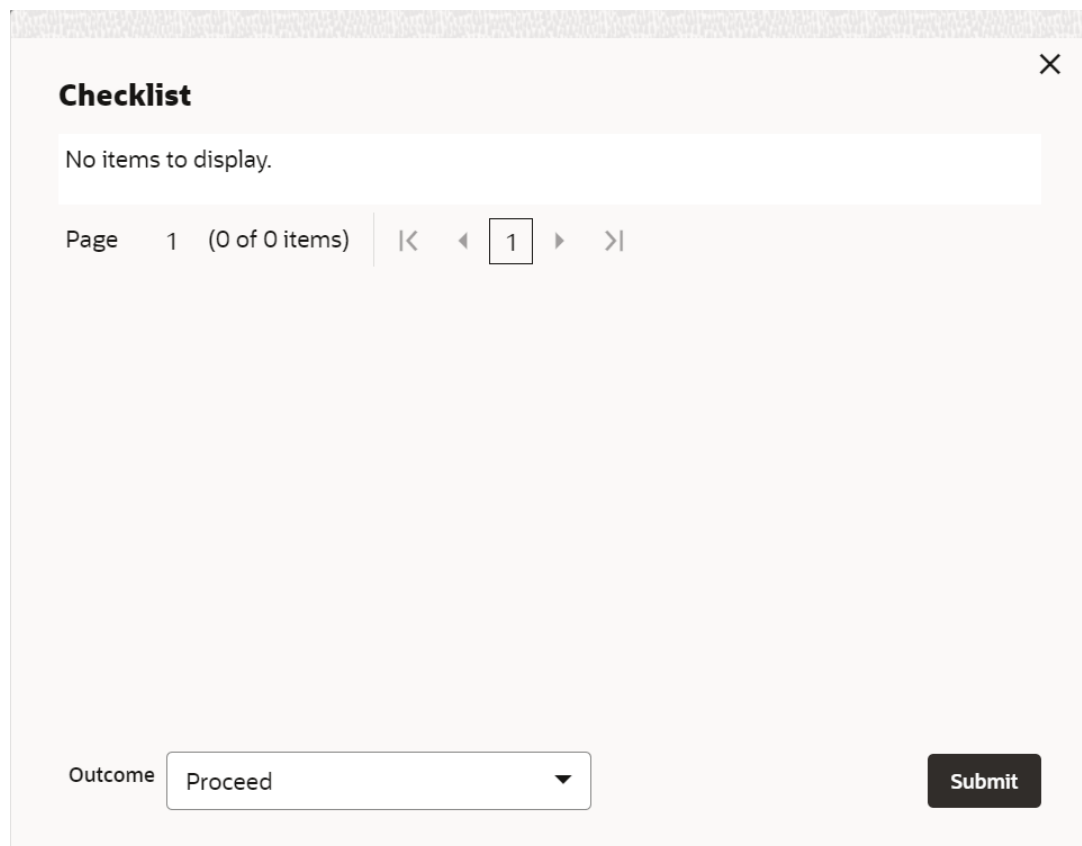 Checklist
No items to display.
Page 1 (0 of 0 items) 1
Outcome Proceed Submit